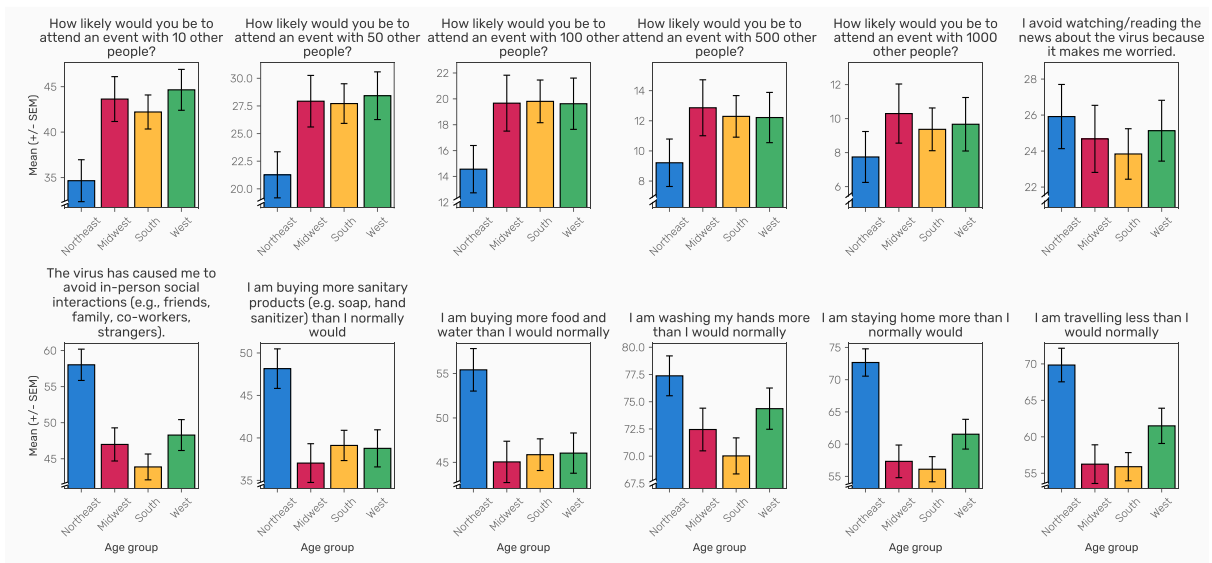 How likely would you be to
attend an event with 10 other
people?
How likely would you be to
attend an event with 50 other
people?
How likely would you be to
attend an event with 100 other
people?
How likely would you be to
attend an event with 500 other
people?
How likely would you be to
attend an event with 1000
other people?
I avoid watching/reading the
news about the virus because
it makes me worried.
Mean (+/- SEM)
45
40
35
Northeast
Midwest
South
West
30.0
27.5
25.0
22.5
20.0
Northeast
Midwest
South
West
22
20
18
16
14
12
Northeast
Midwest
South
West
14
12
10
8
Northeast
Midwest
South
West
12
10
8
6
Northeast
Midwest
South
West
28
26
24
22
Northeast
Midwest
South
West
The virus has caused me to
avoid in-person social
interactions (e.g., friends,
family, co-workers,
strangers).
I am buying more sanitary
products (e.g. soap, hand
sanitizer) than I normally
would
I am buying more food and
water than I would normally
I am washing my hands more
than I would normally
I am staying home more than I
normally would
I am travelling less than I
would normally
Mean (+/- SEM)
60
55
50
45
Northeast
Midwest
South
West
Age group
50
45
40
35
Northeast
Midwest
South
West
Age group
55
50
45
Northeast
Midwest
South
West
Age group
80.0
77.5
75.0
72.5
70.0
67.5
Northeast
Midwest
South
West
Age group
75
70
65
60
55
Northeast
Midwest
South
West
Age group
70
65
60
55
Northeast
Midwest
South
West
Age group